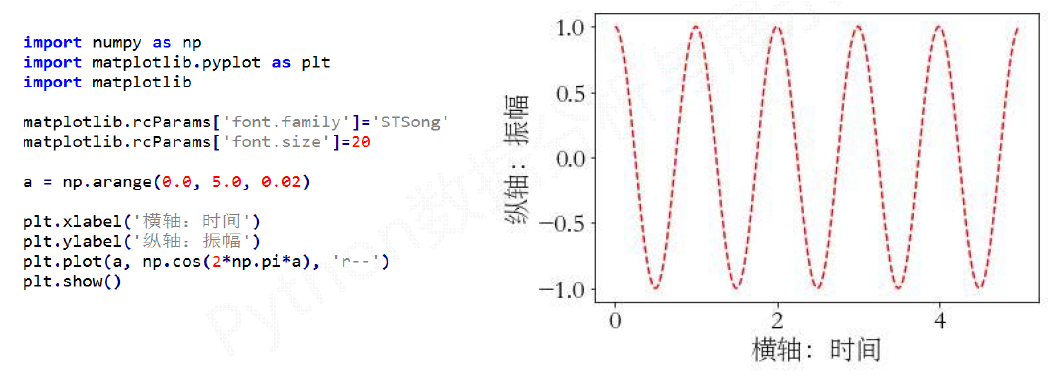 import numpy as np
import matplotlib.pyplot as plt
import matplotlib
matplotlib.rcParams['font.family']='STSong'
matplotlib.rcParams['font.size']=20
a = np.arange(0.0, 5.0, 0.02)
plt.xlabel('横轴：时间')
plt.ylabel('纵轴：振幅')
plt.plot(a, np.cos(2*np.pi*a), 'r--')
plt.show()
纵轴：振幅
1.0
0.5
0.0
−0.5
−1.0
0 2 4
横轴：时间
Python数据分析与展示